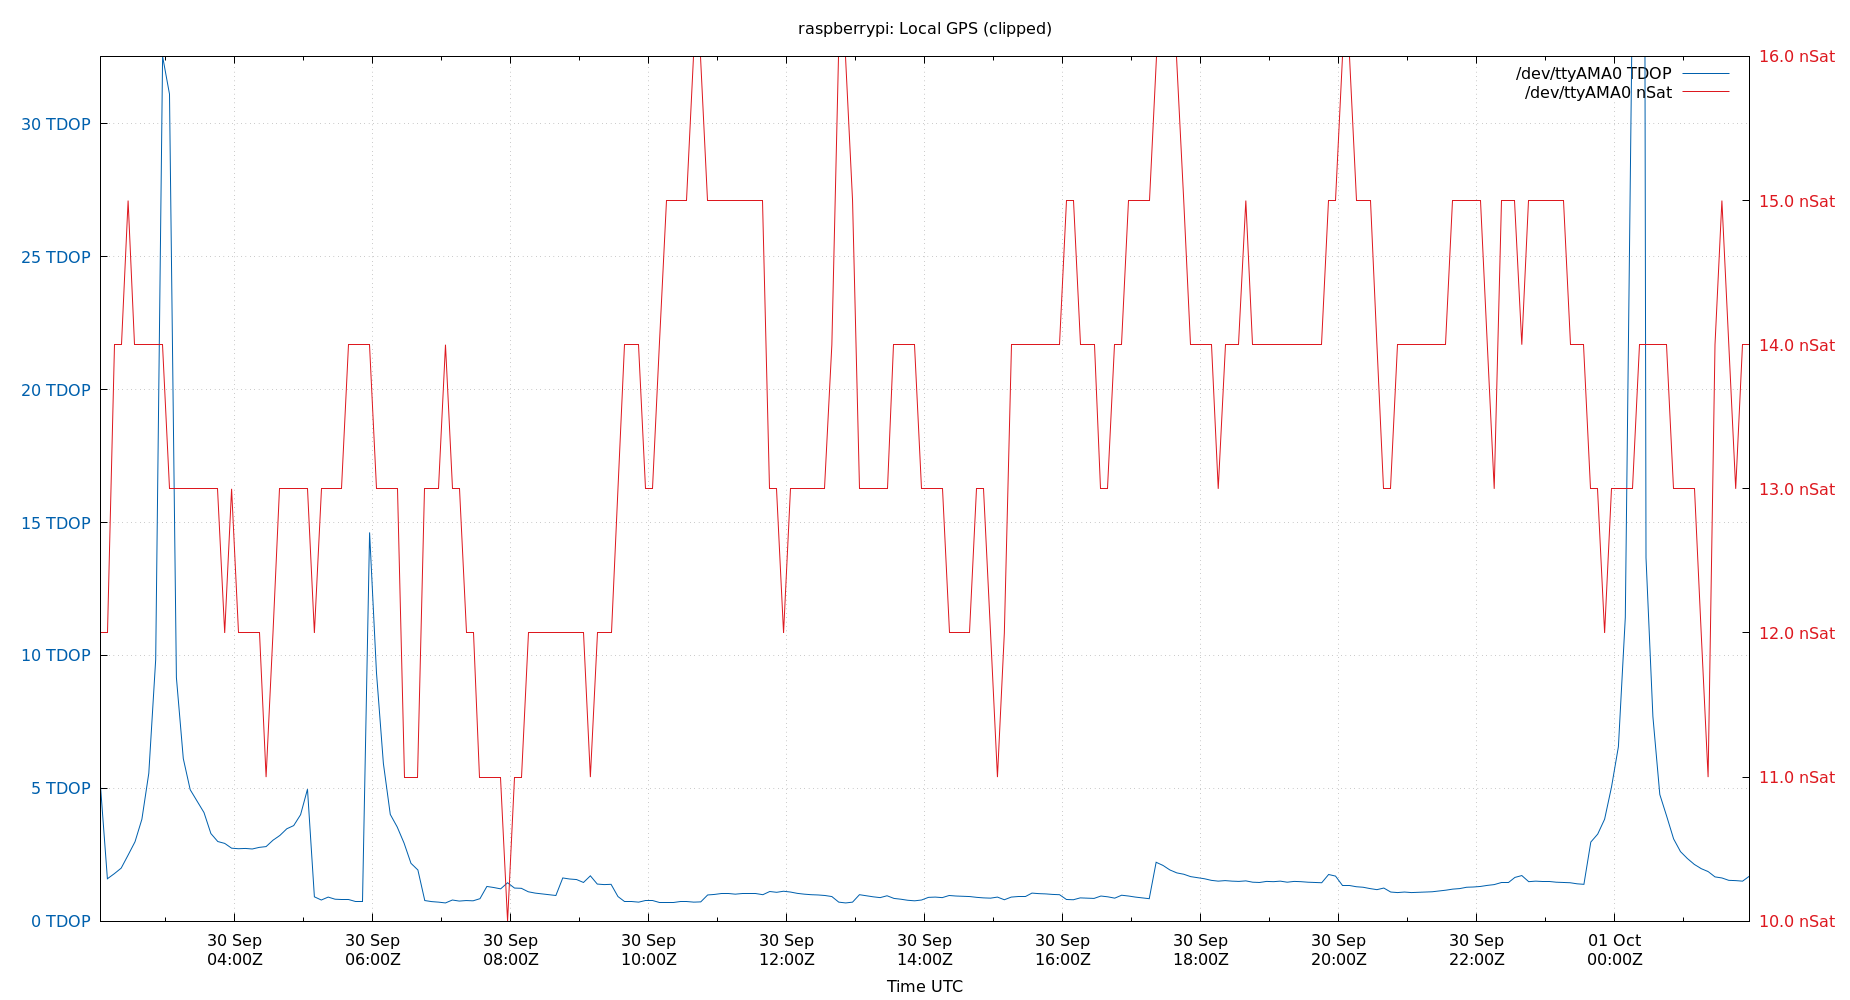 raspberrypi: Local GPS (clipped)
16.0 nSat
/dev/ttyAMA0 TDOP
/dev/ttyAMA0 nSat
30 TDOP
15.0 nSat
25 TDOP
14.0 nSat
20 TDOP
13.0 nSat
15 TDOP
12.0 nSat
10 TDOP
11.0 nSat
5 TDOP
0 TDOP
10.0 nSat
30 Sep 30 Sep 30 Sep 30 Sep 30 Sep 30 Sep 30 Sep 30 Sep 30 Sep 30 Sep 01 Oct
04:00Z 06:00Z 08:00Z 10:00Z 12:00Z 14:00Z 16:00Z 18:00Z 20:00Z 22:00Z 00:00Z
Time UTC